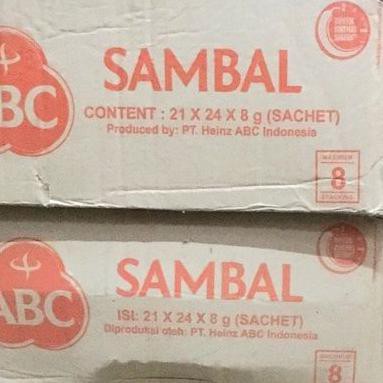 ABC
SAMBAL
CONTENT : 21 X 24 X 8 g (SACHET)
Produced by: PT. Heinz ABC Indonesia
MAXIMUM
8
STACKING
ABC
SAMBAL
ISI: 21 X 24 X 8 g (SACHET)
Diproduksi oleh: PT. Heinz ABC Indonesia
MAXIMUM
8